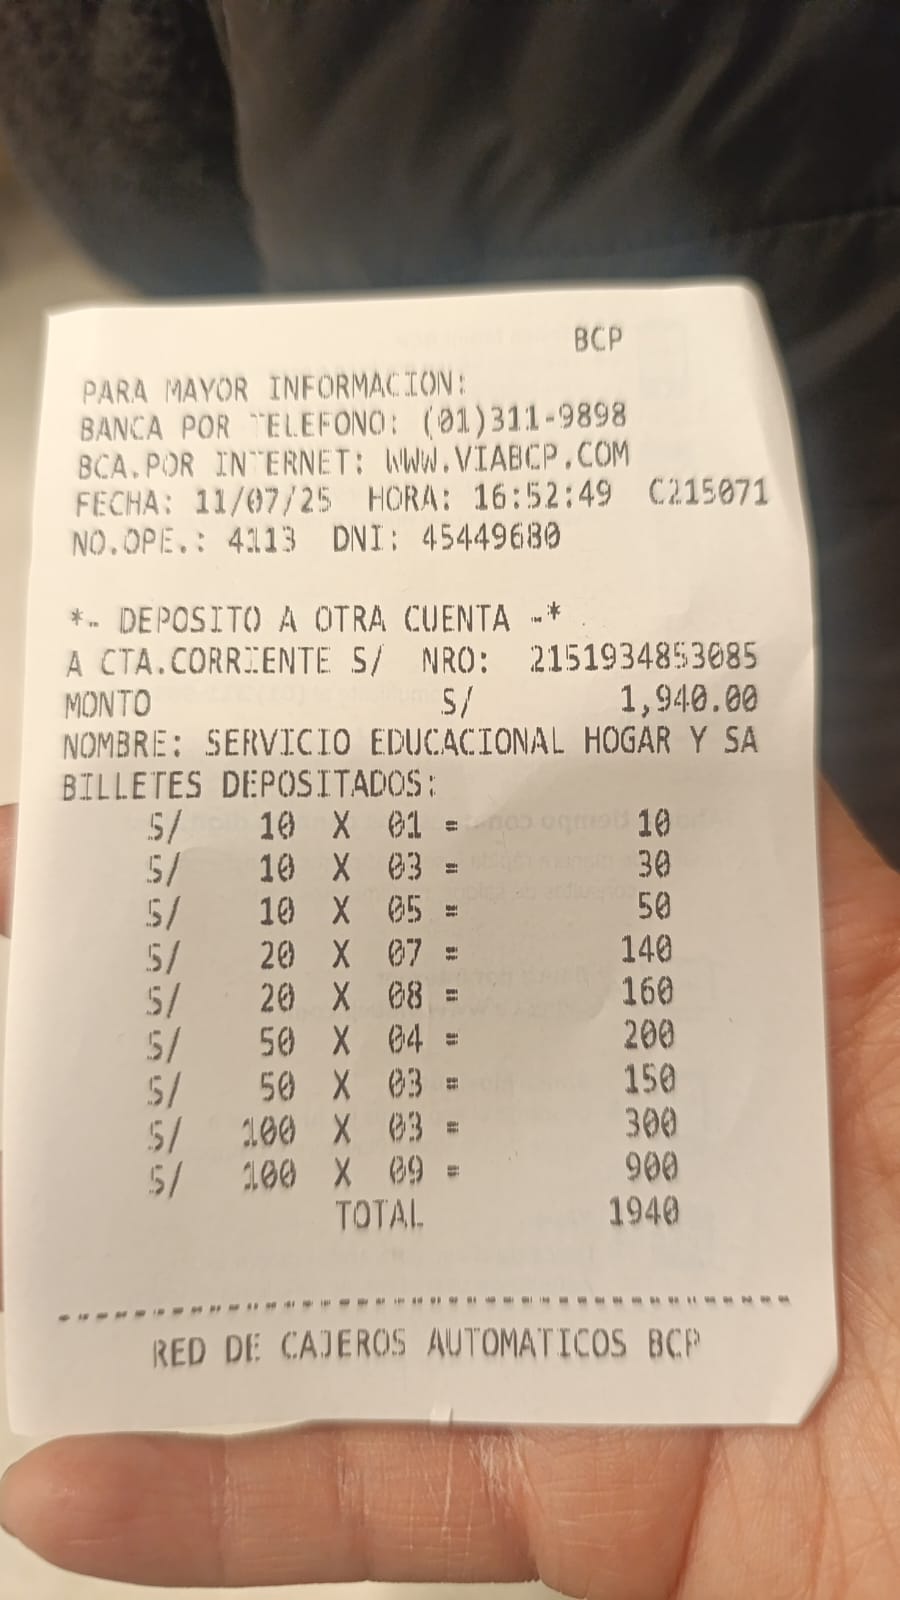 BCP
PARA MAYOR INFORMACION:
BANCA POR TELEFONO: (01)311-9898
BCA.POR INTERNET: WWW.VIABCP.COM
FECHA: 11/07/25 HORA: 16:52:49 C215071
NO.OPE.: 4113 DNI: 45449680
*- DEPOSITO A OTRA CUENTA -*
A CTA.CORRIENTE S/ NRO: 2151934853085
MONTO S/ 1,940.00
NOMBRE: SERVICIO EDUCACIONAL HOGAR Y SA
BILLETES DEPOSITADOS:
S/ 10 X 01 = 10
S/ 10 X 03 = 30
S/ 10 X 05 = 50
S/ 20 X 07 = 140
S/ 20 X 08 = 160
S/ 50 X 04 = 200
S/ 50 X 03 = 150
S/ 100 X 03 = 300
S/ 100 X 09 = 900
TOTAL 1940
RED DE CAJEROS AUTOMATICOS BCP